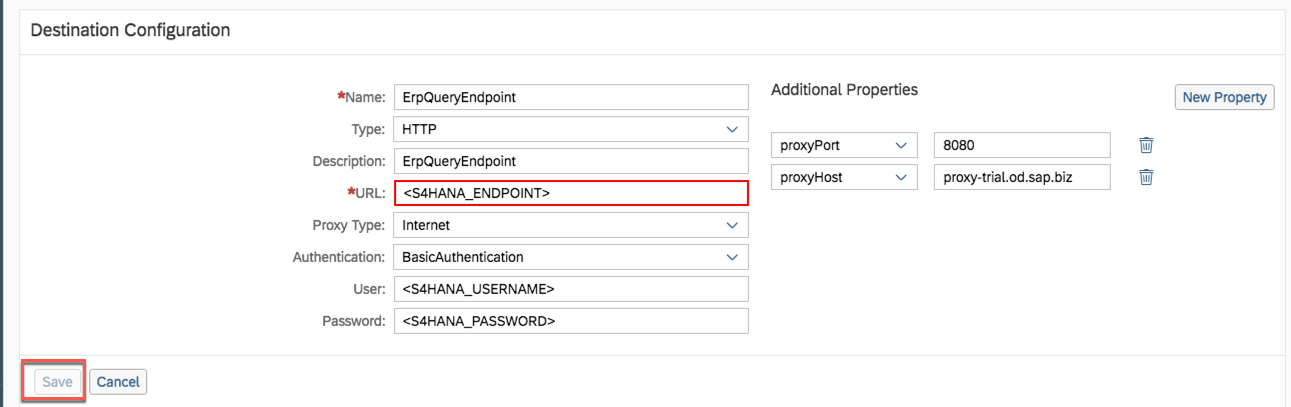 Destination Configuration
*Name: ErpQueryEndpoint
Type: HTTP
Description: ErpQueryEndpoint
*URL: <S4HANA_ENDPOINT>
Proxy Type: Internet
Authentication: BasicAuthentication
User: <S4HANA_USERNAME>
Password: <S4HANA_PASSWORD>
Additional Properties
New Property
proxyPort 8080
proxyHost proxy-trial.od.sap.biz
Save Cancel